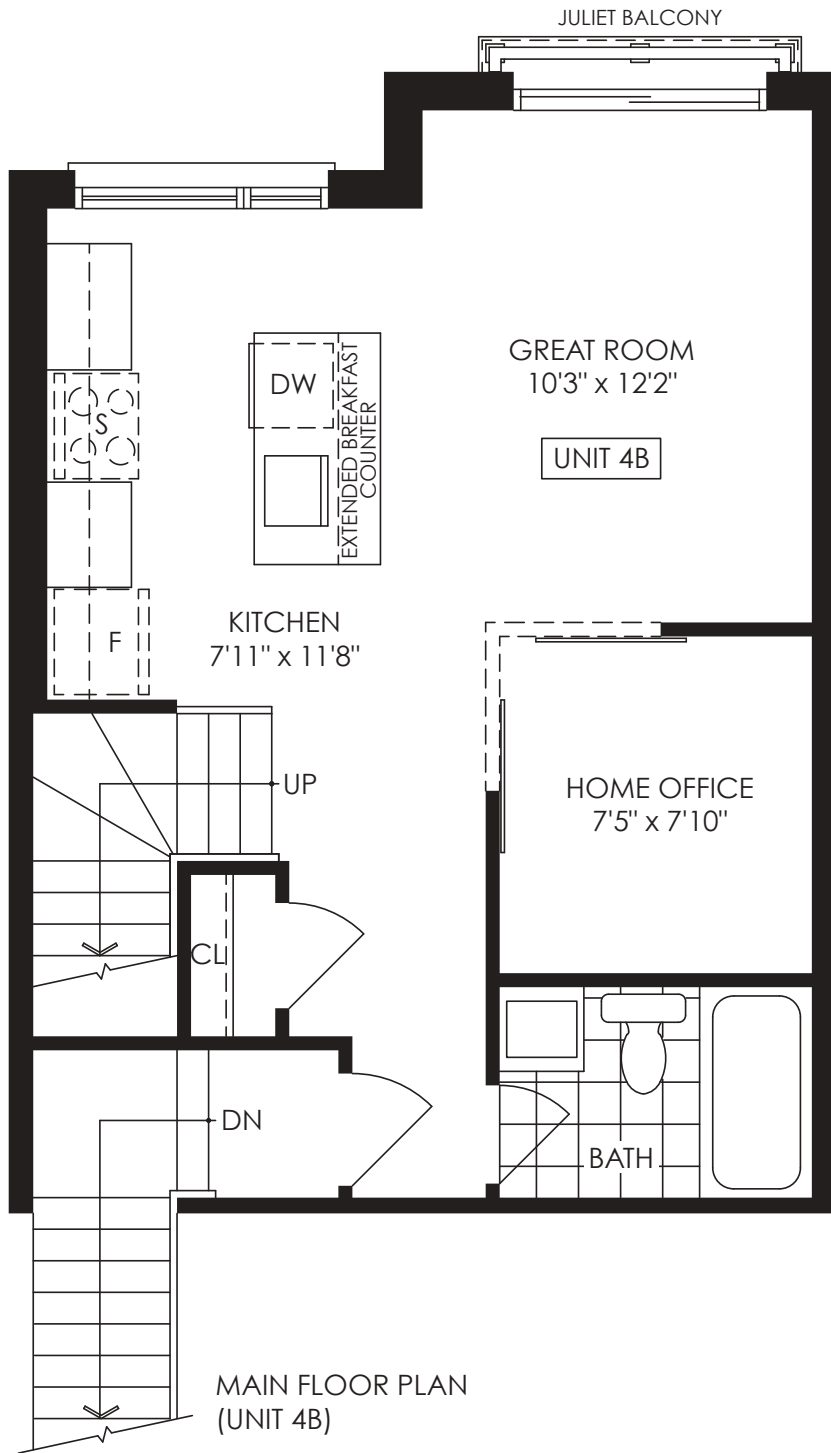 JULIET BALCONY
GREAT ROOM
10'3" x 12'2"
UNIT 4B
DW
EXTENDED BREAKFAST
COUNTER
S
F
KITCHEN
7'11" x 11'8"
UP
HOME OFFICE
7'5" x 7'10"
CL
DN
BATH
MAIN FLOOR PLAN
(UNIT 4B)